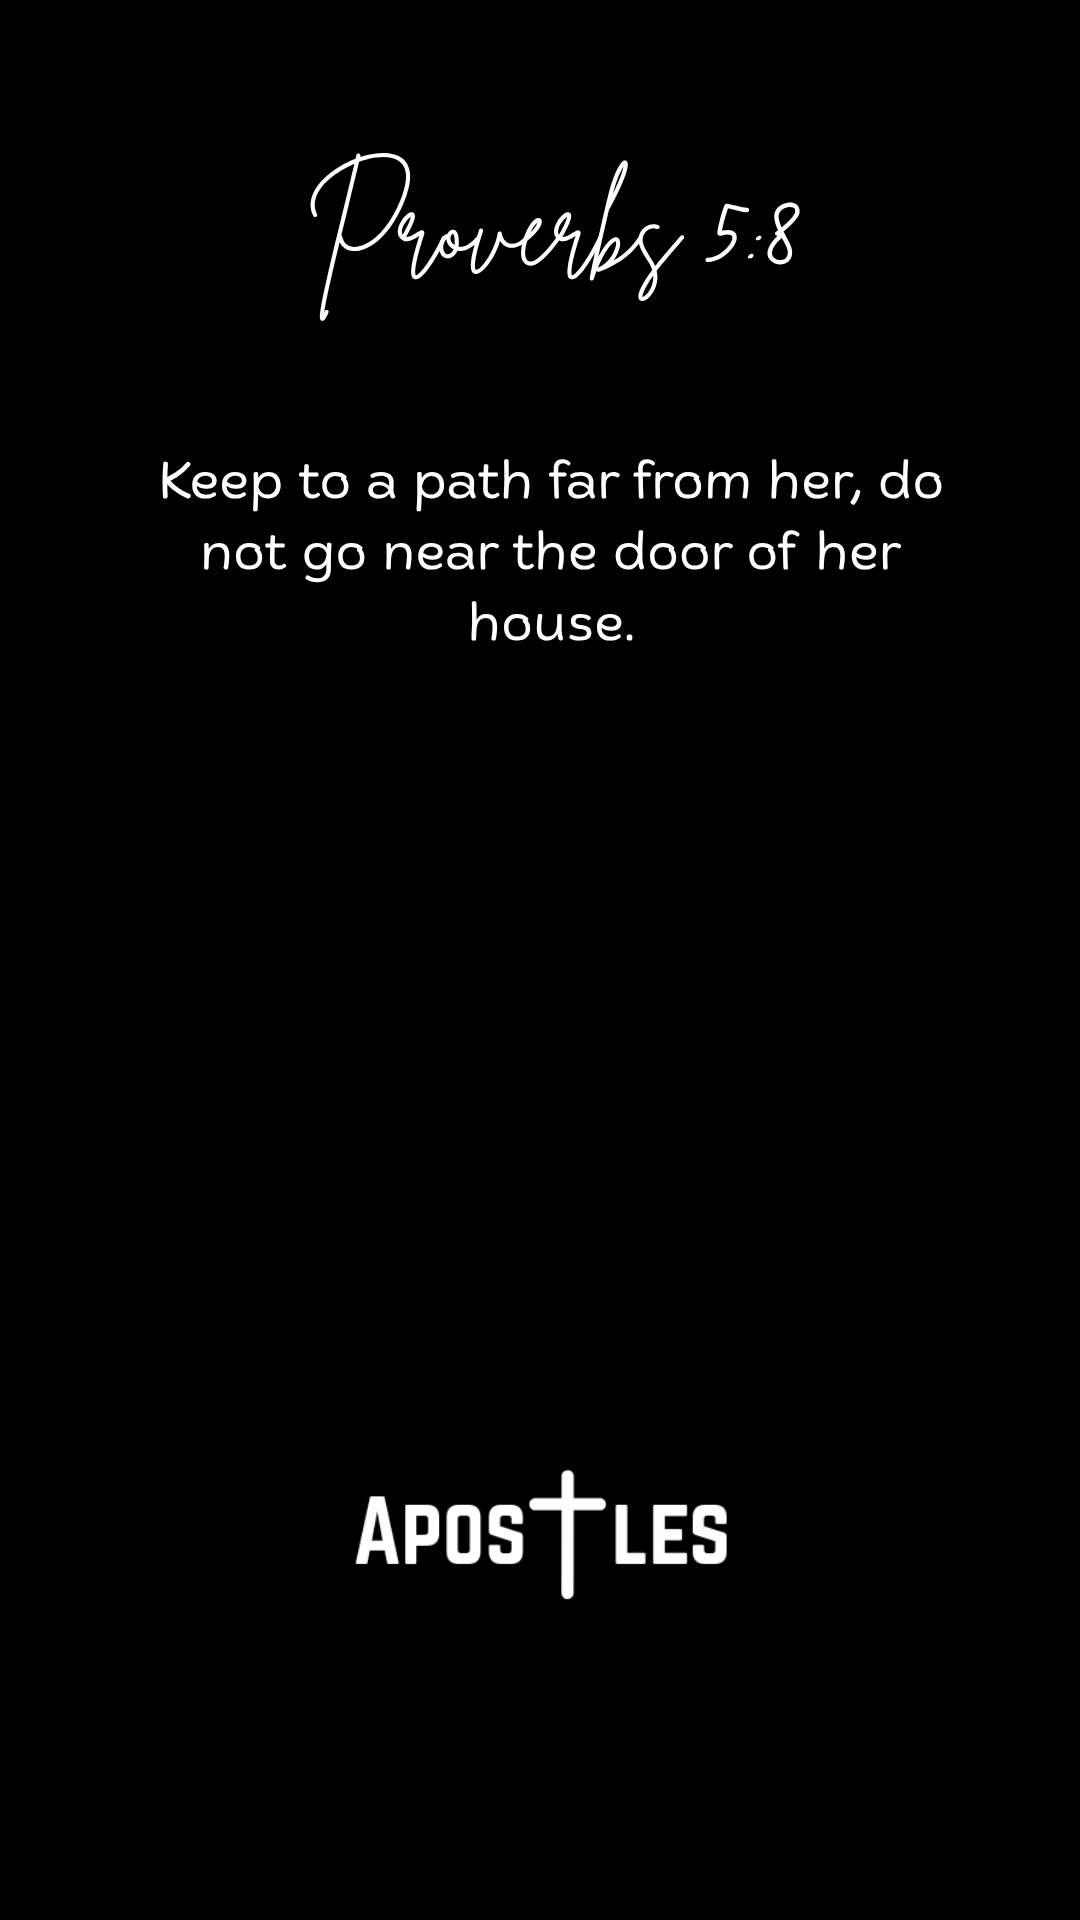 Proverbs 5:8
Keep to a path far from her, do
not go near the door of her
house.
APOSTLES